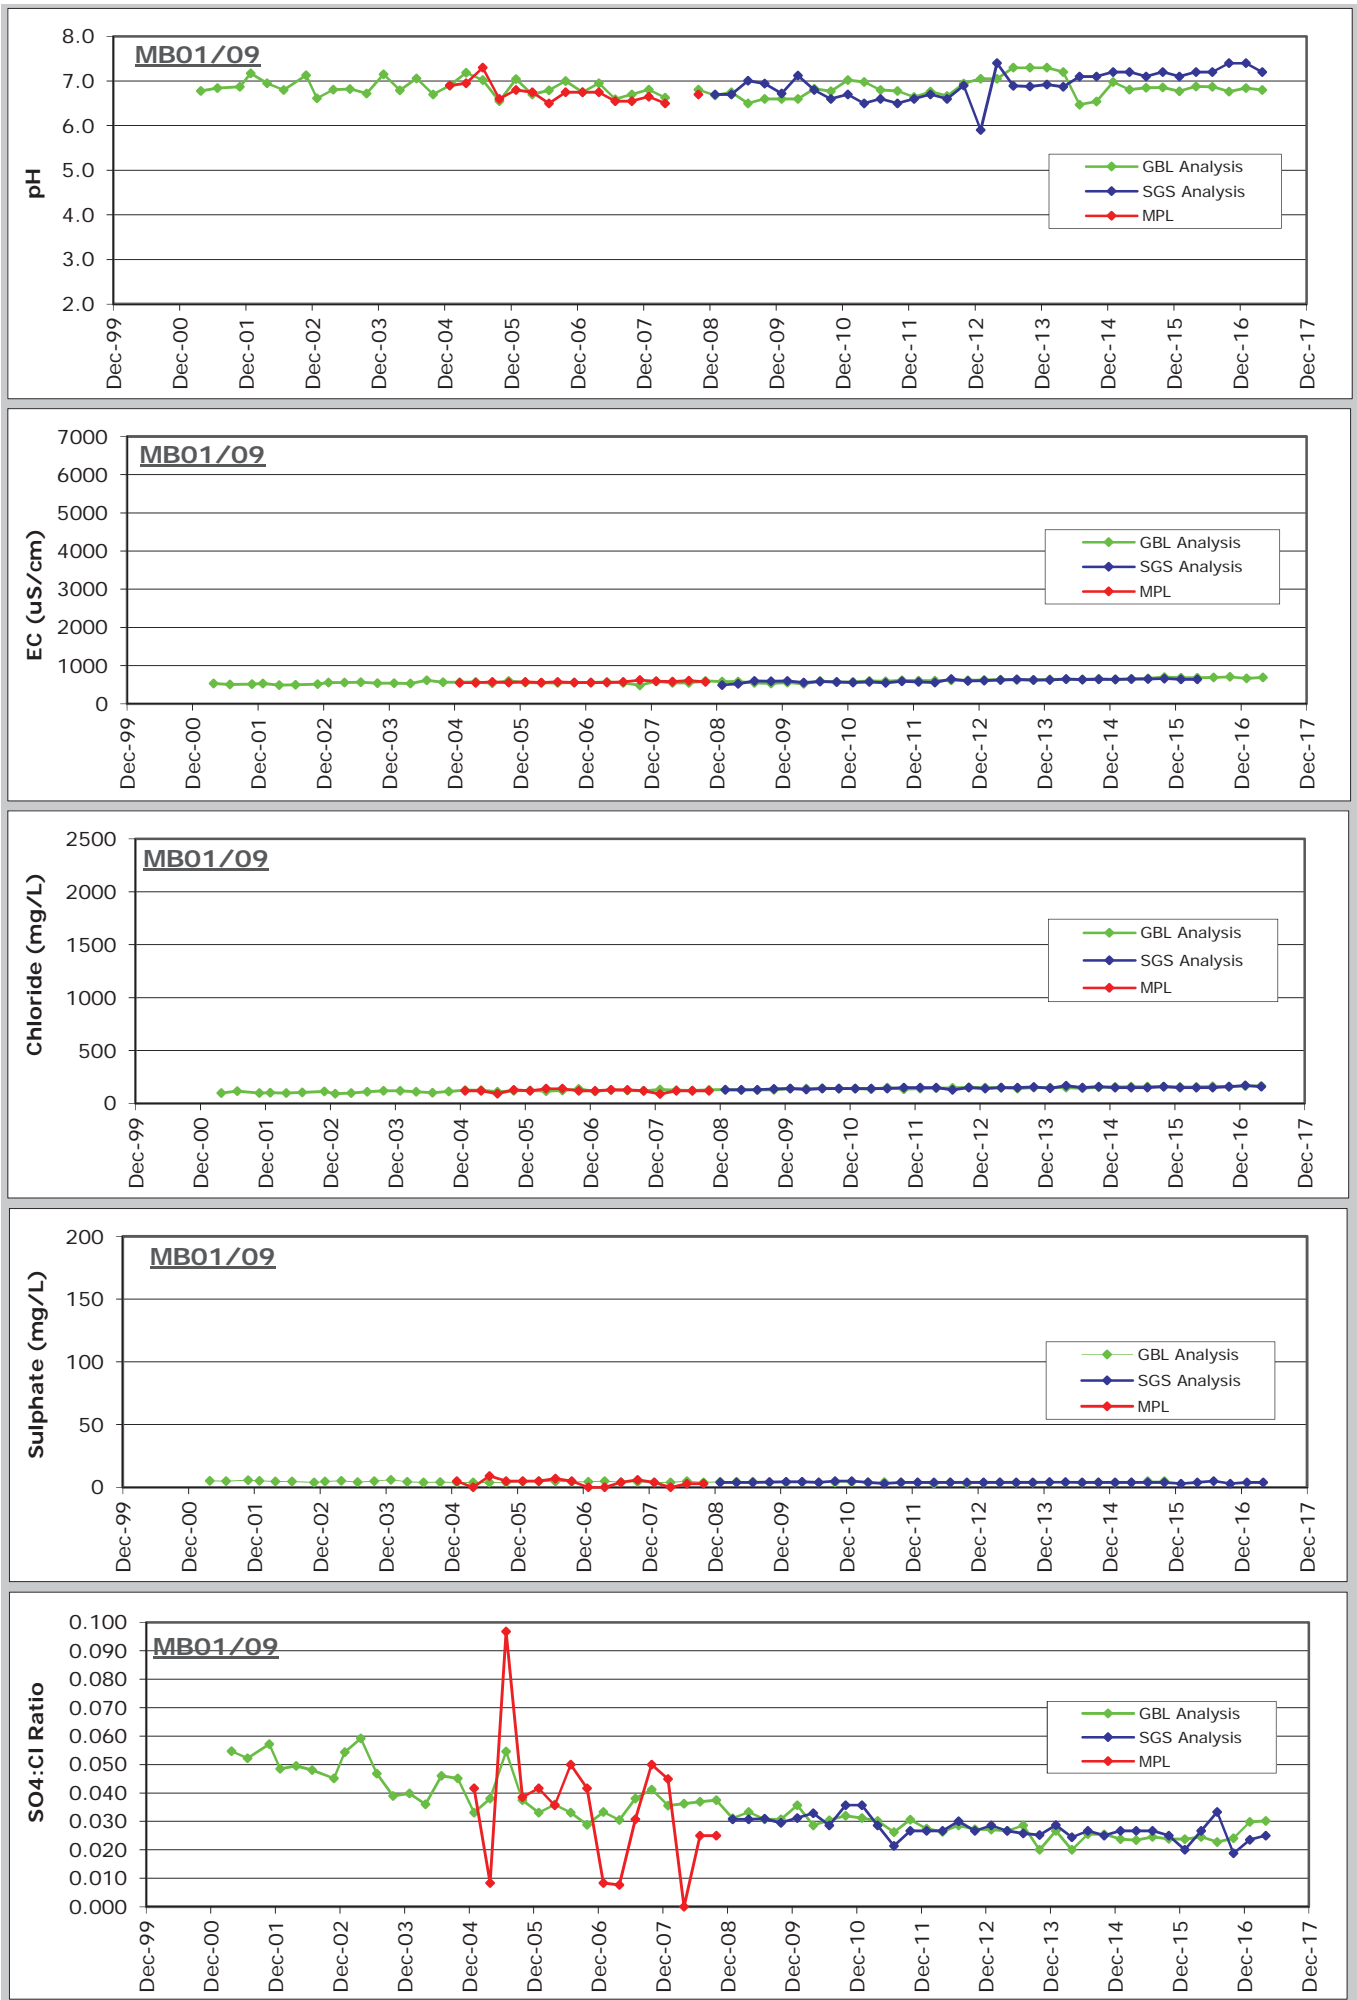 MB01/09
pH
8.0
7.0
6.0
5.0
4.0
3.0
2.0
GBL Analysis
SGS Analysis
MPL
Dec-99
Dec-00
Dec-01
Dec-02
Dec-03
Dec-04
Dec-05
Dec-06
Dec-07
Dec-08
Dec-09
Dec-10
Dec-11
Dec-12
Dec-13
Dec-14
Dec-15
Dec-16
Dec-17
MB01/09
EC (uS/cm)
7000
6000
5000
4000
3000
2000
1000
0
GBL Analysis
SGS Analysis
MPL
Dec-99
Dec-00
Dec-01
Dec-02
Dec-03
Dec-04
Dec-05
Dec-06
Dec-07
Dec-08
Dec-09
Dec-10
Dec-11
Dec-12
Dec-13
Dec-14
Dec-15
Dec-16
Dec-17
MB01/09
Chloride (mg/L)
2500
2000
1500
1000
500
0
GBL Analysis
SGS Analysis
MPL
Dec-99
Dec-00
Dec-01
Dec-02
Dec-03
Dec-04
Dec-05
Dec-06
Dec-07
Dec-08
Dec-09
Dec-10
Dec-11
Dec-12
Dec-13
Dec-14
Dec-15
Dec-16
Dec-17
MB01/09
Sulphate (mg/L)
200
150
100
50
0
GBL Analysis
SGS Analysis
MPL
Dec-99
Dec-00
Dec-01
Dec-02
Dec-03
Dec-04
Dec-05
Dec-06
Dec-07
Dec-08
Dec-09
Dec-10
Dec-11
Dec-12
Dec-13
Dec-14
Dec-15
Dec-16
Dec-17
MB01/09
SO4:Cl Ratio
0.100
0.090
0.080
0.070
0.060
0.050
0.040
0.030
0.020
0.010
0.000
GBL Analysis
SGS Analysis
MPL
Dec-99
Dec-00
Dec-01
Dec-02
Dec-03
Dec-04
Dec-05
Dec-06
Dec-07
Dec-08
Dec-09
Dec-10
Dec-11
Dec-12
Dec-13
Dec-14
Dec-15
Dec-16
Dec-17